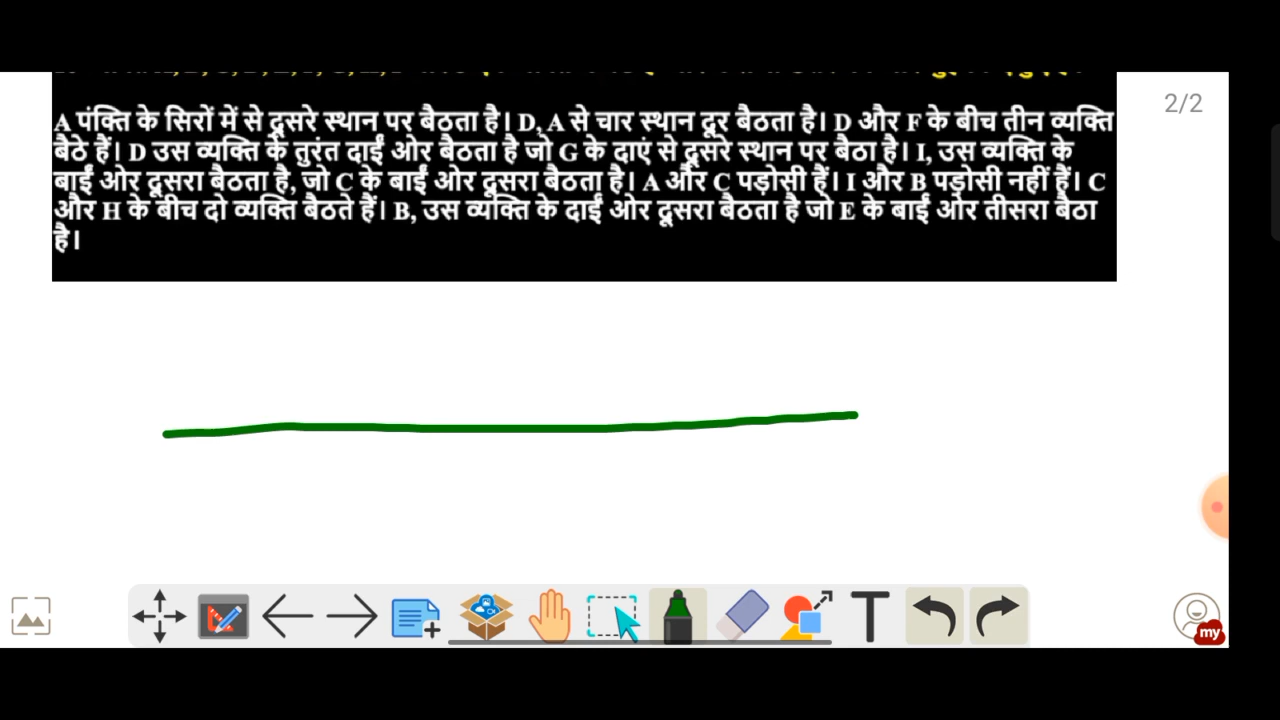 2/2
A पंक्ति के सिरों में से दूसरे स्थान पर बैठता है। D, A से चार स्थान दूर बैठता है। D और F के बीच तीन व्यक्ति
बैठे हैं। D उस व्यक्ति के तुरंत दाईं ओर बैठता है जो G के दाएं से दूसरे स्थान पर बैठा है। I, उस व्यक्ति के
बाईं ओर दूसरा बैठता है, जो C के बाईं ओर दूसरा बैठता है। A और C पड़ोसी हैं। I और B पड़ोसी नहीं हैं। C
और H के बीच दो व्यक्ति बैठते हैं। B, उस व्यक्ति के दाईं ओर दूसरा बैठता है जो E के बाईं ओर तीसरा बैठा
है।
T
my